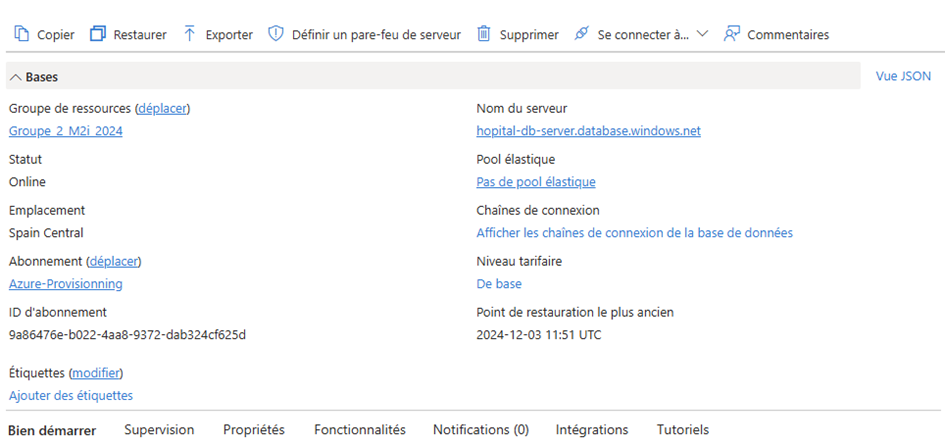 Copier Restaurer Exporter Définir un pare-feu de serveur Supprimer Se connecter à... Commentaires
Bases
Vue JSON
Groupe de ressources (déplacer)
Groupe_2_M2i_2024
Statut
Online
Emplacement
Spain Central
Abonnement (déplacer)
Azure-Provisionning
ID d'abonnement
9a86476e-b022-4aa8-9372-dab324cf625d
Nom du serveur
hopital-db-server.database.windows.net
Pool élastique
Pas de pool élastique
Chaînes de connexion
Afficher les chaînes de connexion de la base de données
Niveau tarifaire
De base
Point de restauration le plus ancien
2024-12-03 11:51 UTC
Étiquettes (modifier)
Ajouter des étiquettes
Bien démarrer Supervision Propriétés Fonctionnalités Notifications (0) Intégrations Tutoriels